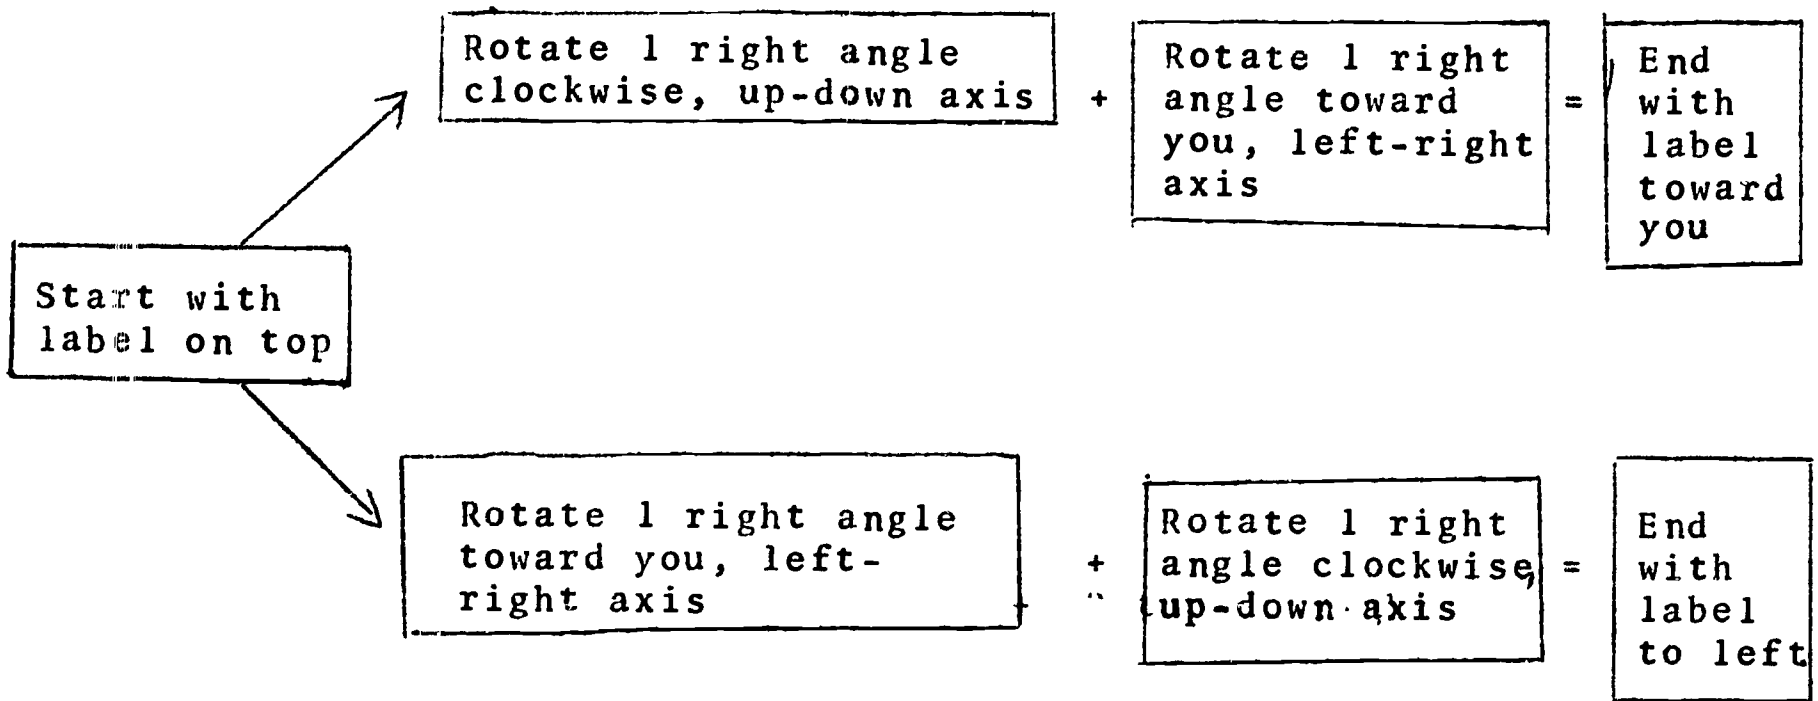 Rotate 1 right angle
clockwise, up-down axis
+
Rotate 1 right
angle toward
you, left-right
axis
=
End
with
label
toward
you
Start with
label on top
Rotate 1 right angle
toward you, left-
right axis
+
Rotate 1 right
angle clockwise,
up-down axis
=
End
with
label
to left